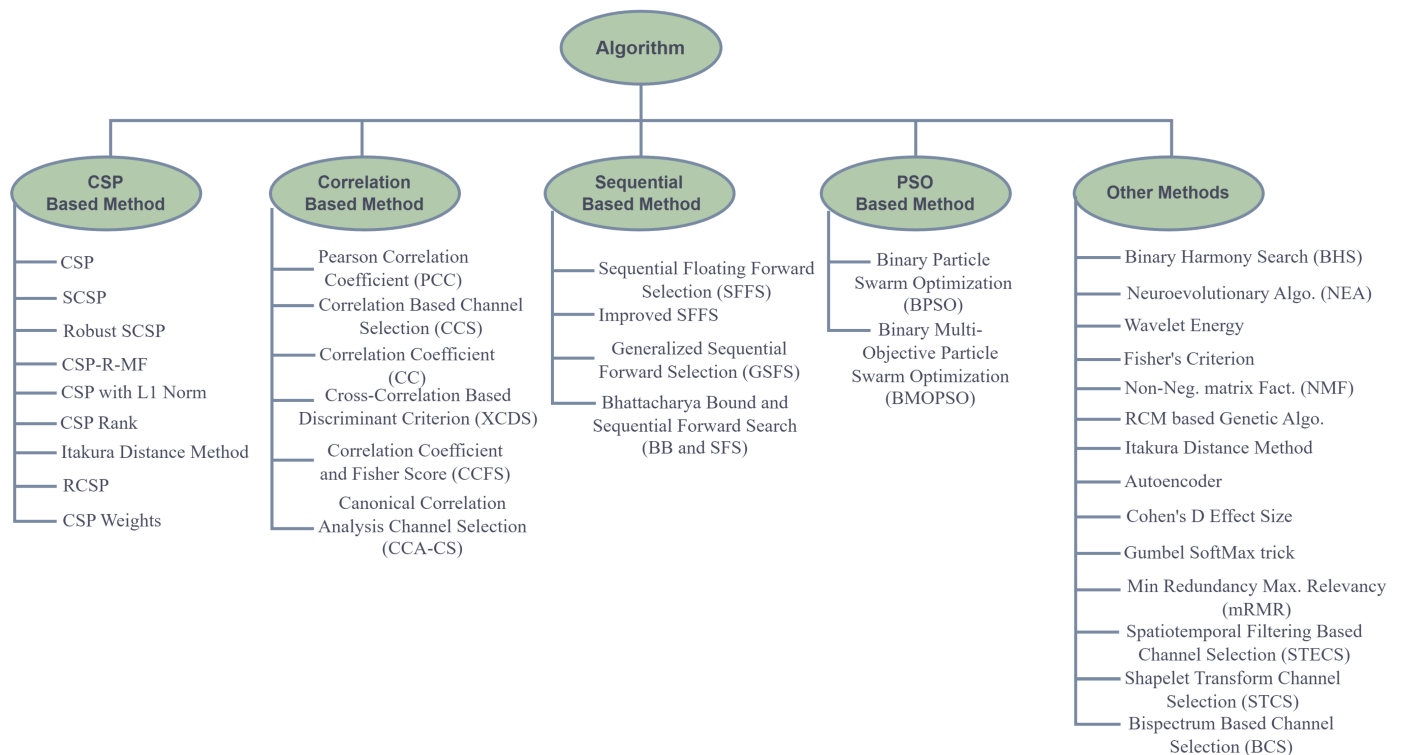 Algorithm
CSP
Based Method
CSP
SCSP
Robust SCSP
CSP-R-MF
CSP with L1 Norm
CSP Rank
Itakura Distance Method
RCSP
CSP Weights
Correlation
Based Method
Pearson Correlation
Coefficient (PCC)
Correlation Based Channel
Selection (CCS)
Correlation Coefficient
(CC)
Cross-Correlation Based
Discriminant Criterion (XCDS)
Correlation Coefficient
and Fisher Score (CCFS)
Canonical Correlation
Analysis Channel Selection
(CCA-CS)
Sequential
Based Method
Sequential Floating Forward
Selection (SFFS)
Improved SFFS
Generalized Sequential
Forward Selection (GSFS)
Bhattacharya Bound and
Sequential Forward Search
(BB and SFS)
PSO
Based Method
Binary Particle
Swarm Optimization
(BPSO)
Binary Multi-
Objective Particle
Swarm Optimization
(BMOPSO)
Other Methods
Binary Harmony Search (BHS)
Neuroevolutionary Algo. (NEA)
Wavelet Energy
Fisher's Criterion
Non-Neg. matrix Fact. (NMF)
RCM based Genetic Algo.
Itakura Distance Method
Autoencoder
Cohen's D Effect Size
Gumbel SoftMax trick
Min Redundancy Max. Relevancy
(mRMR)
Spatiotemporal Filtering Based
Channel Selection (STECS)
Shapelet Transform Channel
Selection (STCS)
Bispectrum Based Channel
Selection (BCS)